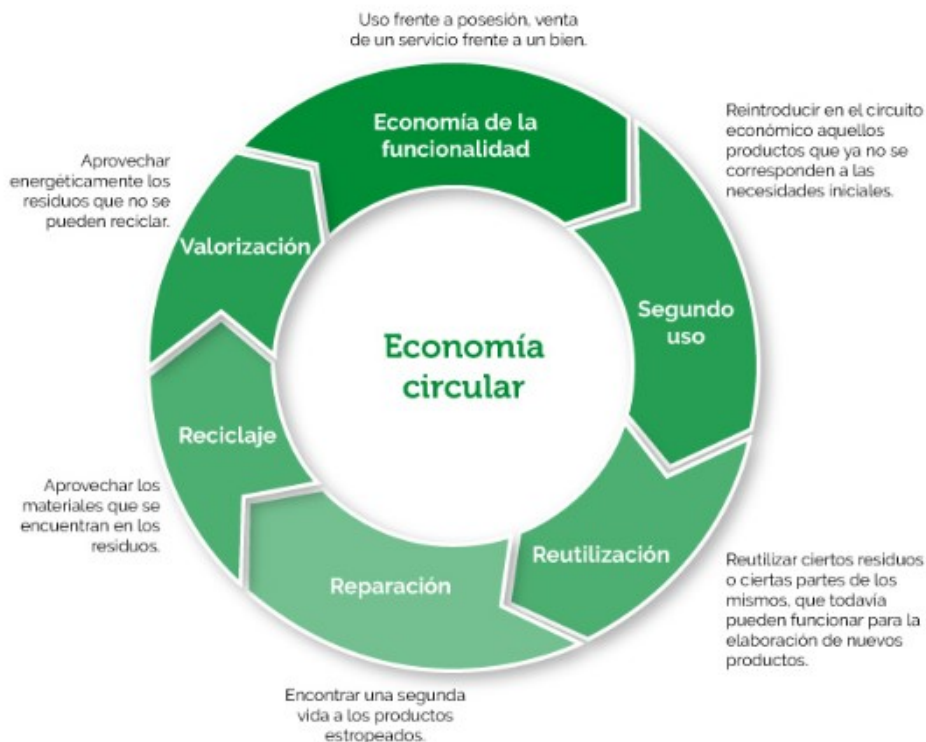 Uso frente a posesión, venta
de un servicio frente a un bien.
Economía de la
funcionalidad
Reintroducir en el circuito
económico aquellos
productos que ya no se
corresponden a las
necesidades iniciales.
Segundo
uso
Reutilización
Reutilizar ciertos residuos
o ciertas partes de los
mismos, que todavía
pueden funcionar para la
elaboración de nuevos
productos.
Reparación
Encontrar una segunda
vida a los productos
estropeados.
Reciclaje
Aprovechar los
materiales que se
encuentran en los
residuos.
Valorización
Aprovechar
energéticamente los
residuos que no se
pueden reciclar.
Economía
circular